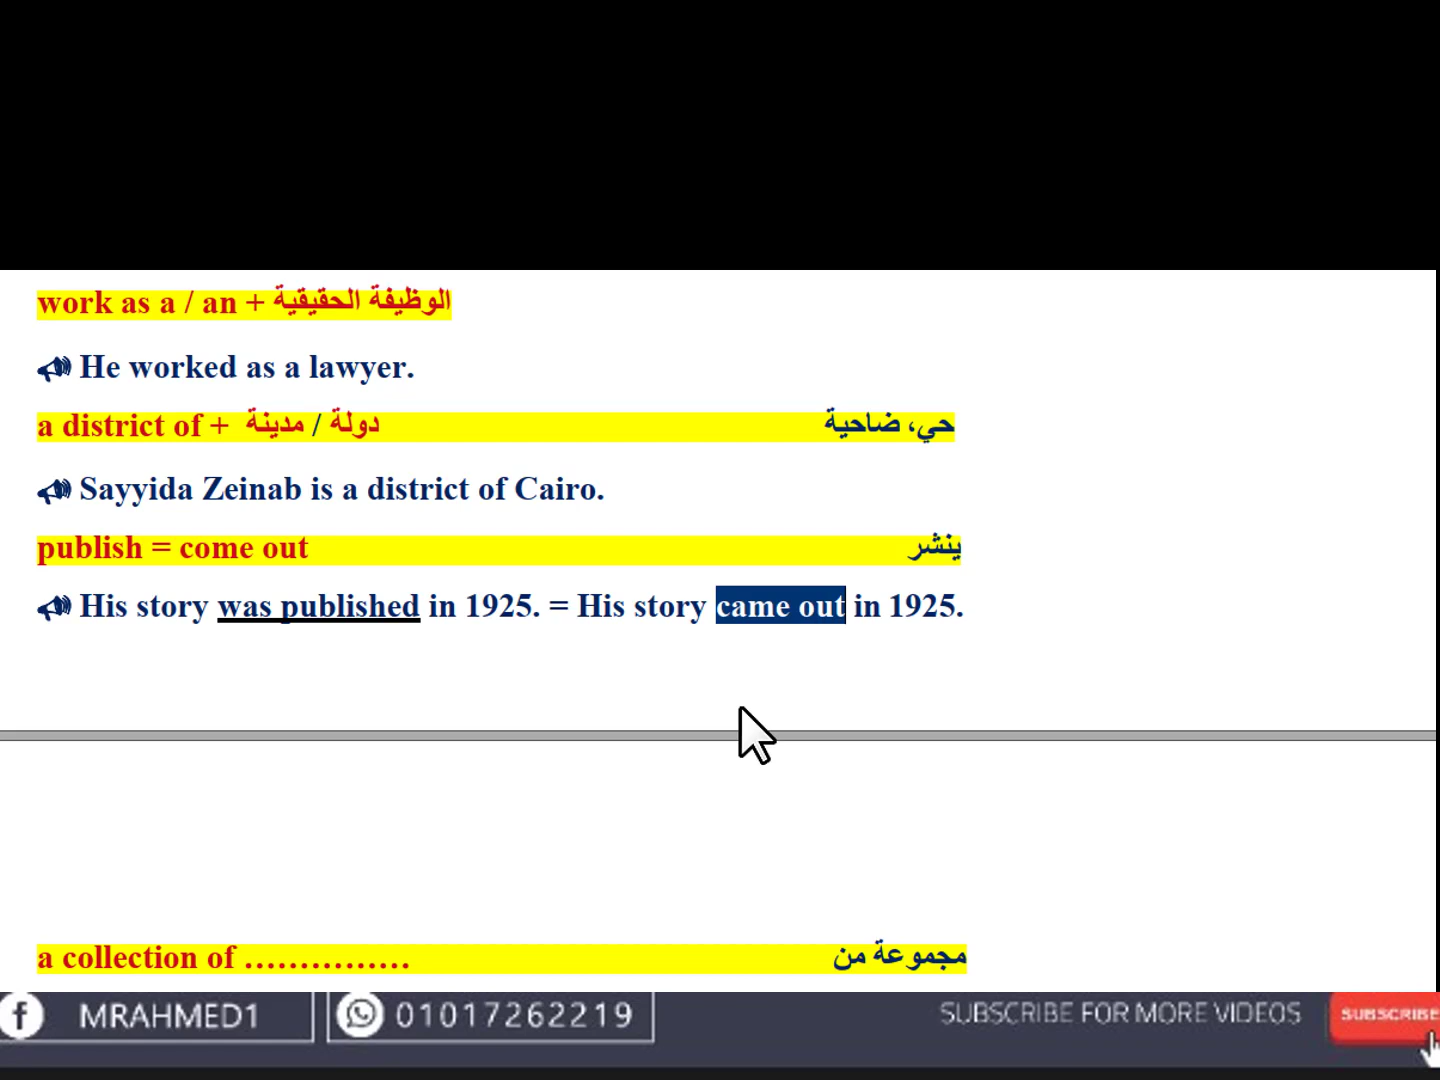 work as a / an + الوظيفة الحقيقية
He worked as a lawyer.
a district of + مدينة / دولة حي، ضاحية
Sayyida Zeinab is a district of Cairo.
publish = come out ينشر
His story was published in 1925. = His story came out in 1925.
a collection of …………… مجموعة من
f MRAHMED1 01017262219 SUBSCRIBE FOR MORE VIDEOS SUBSCRIBE